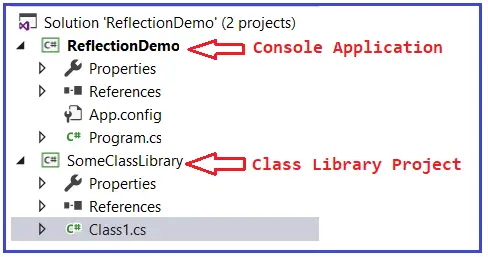 Solution 'ReflectionDemo' (2 projects)
C# ReflectionDemo Console Application
Properties
References
App.config
C# Program.cs
C# SomeClassLibrary Class Library Project
Properties
References
C# Class1.cs